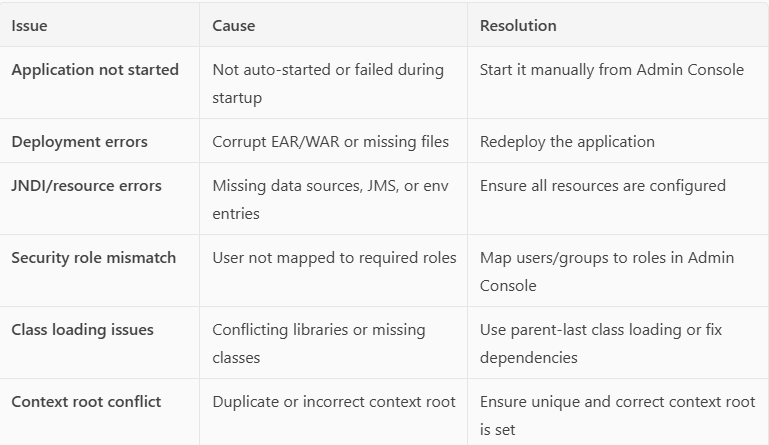 Issue Cause Resolution
Application not started Not auto-started or failed during startup Start it manually from Admin Console
Deployment errors Corrupt EAR/WAR or missing files Redeploy the application
JNDI/resource errors Missing data sources, JMS, or env entries Ensure all resources are configured
Security role mismatch User not mapped to required roles Map users/groups to roles in Admin Console
Class loading issues Conflicting libraries or missing classes Use parent-last class loading or fix dependencies
Context root conflict Duplicate or incorrect context root Ensure unique and correct context root is set